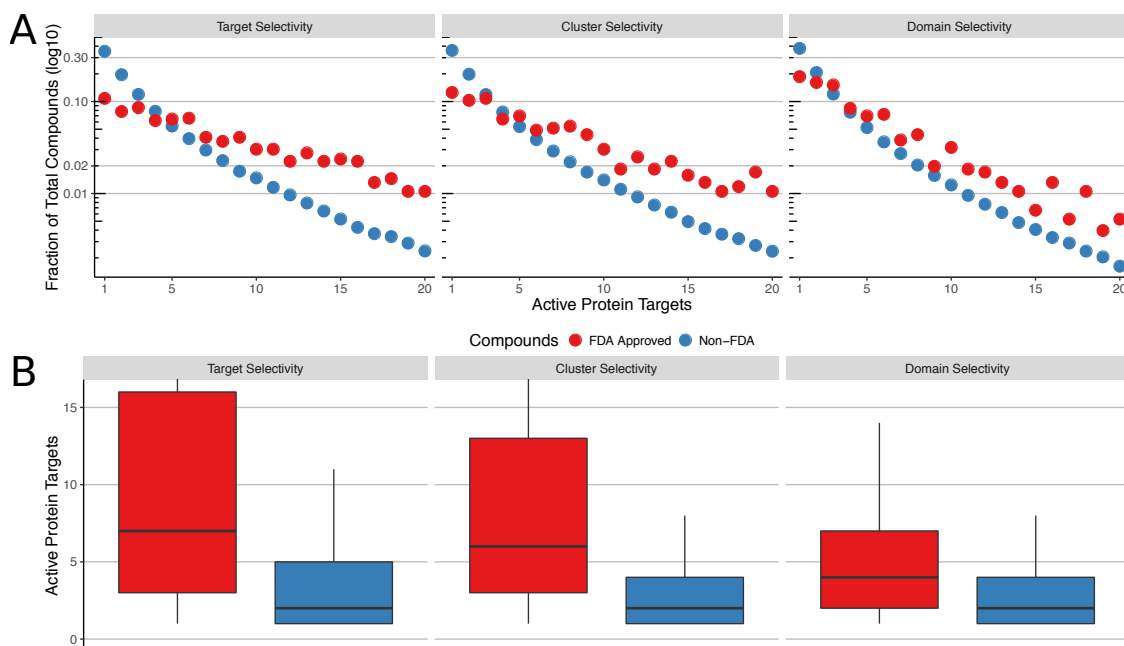 A
Target Selectivity
Cluster Selectivity
Domain Selectivity
Fraction of Total Compounds (log10)
0.30
0.10
0.02
0.01
1 5 10 15 20
1 5 10 15 20
1 5 10 15 20
Active Protein Targets
Compounds FDA Approved Non−FDA
B
Target Selectivity
Cluster Selectivity
Domain Selectivity
Active Protein Targets
15
10
5
0